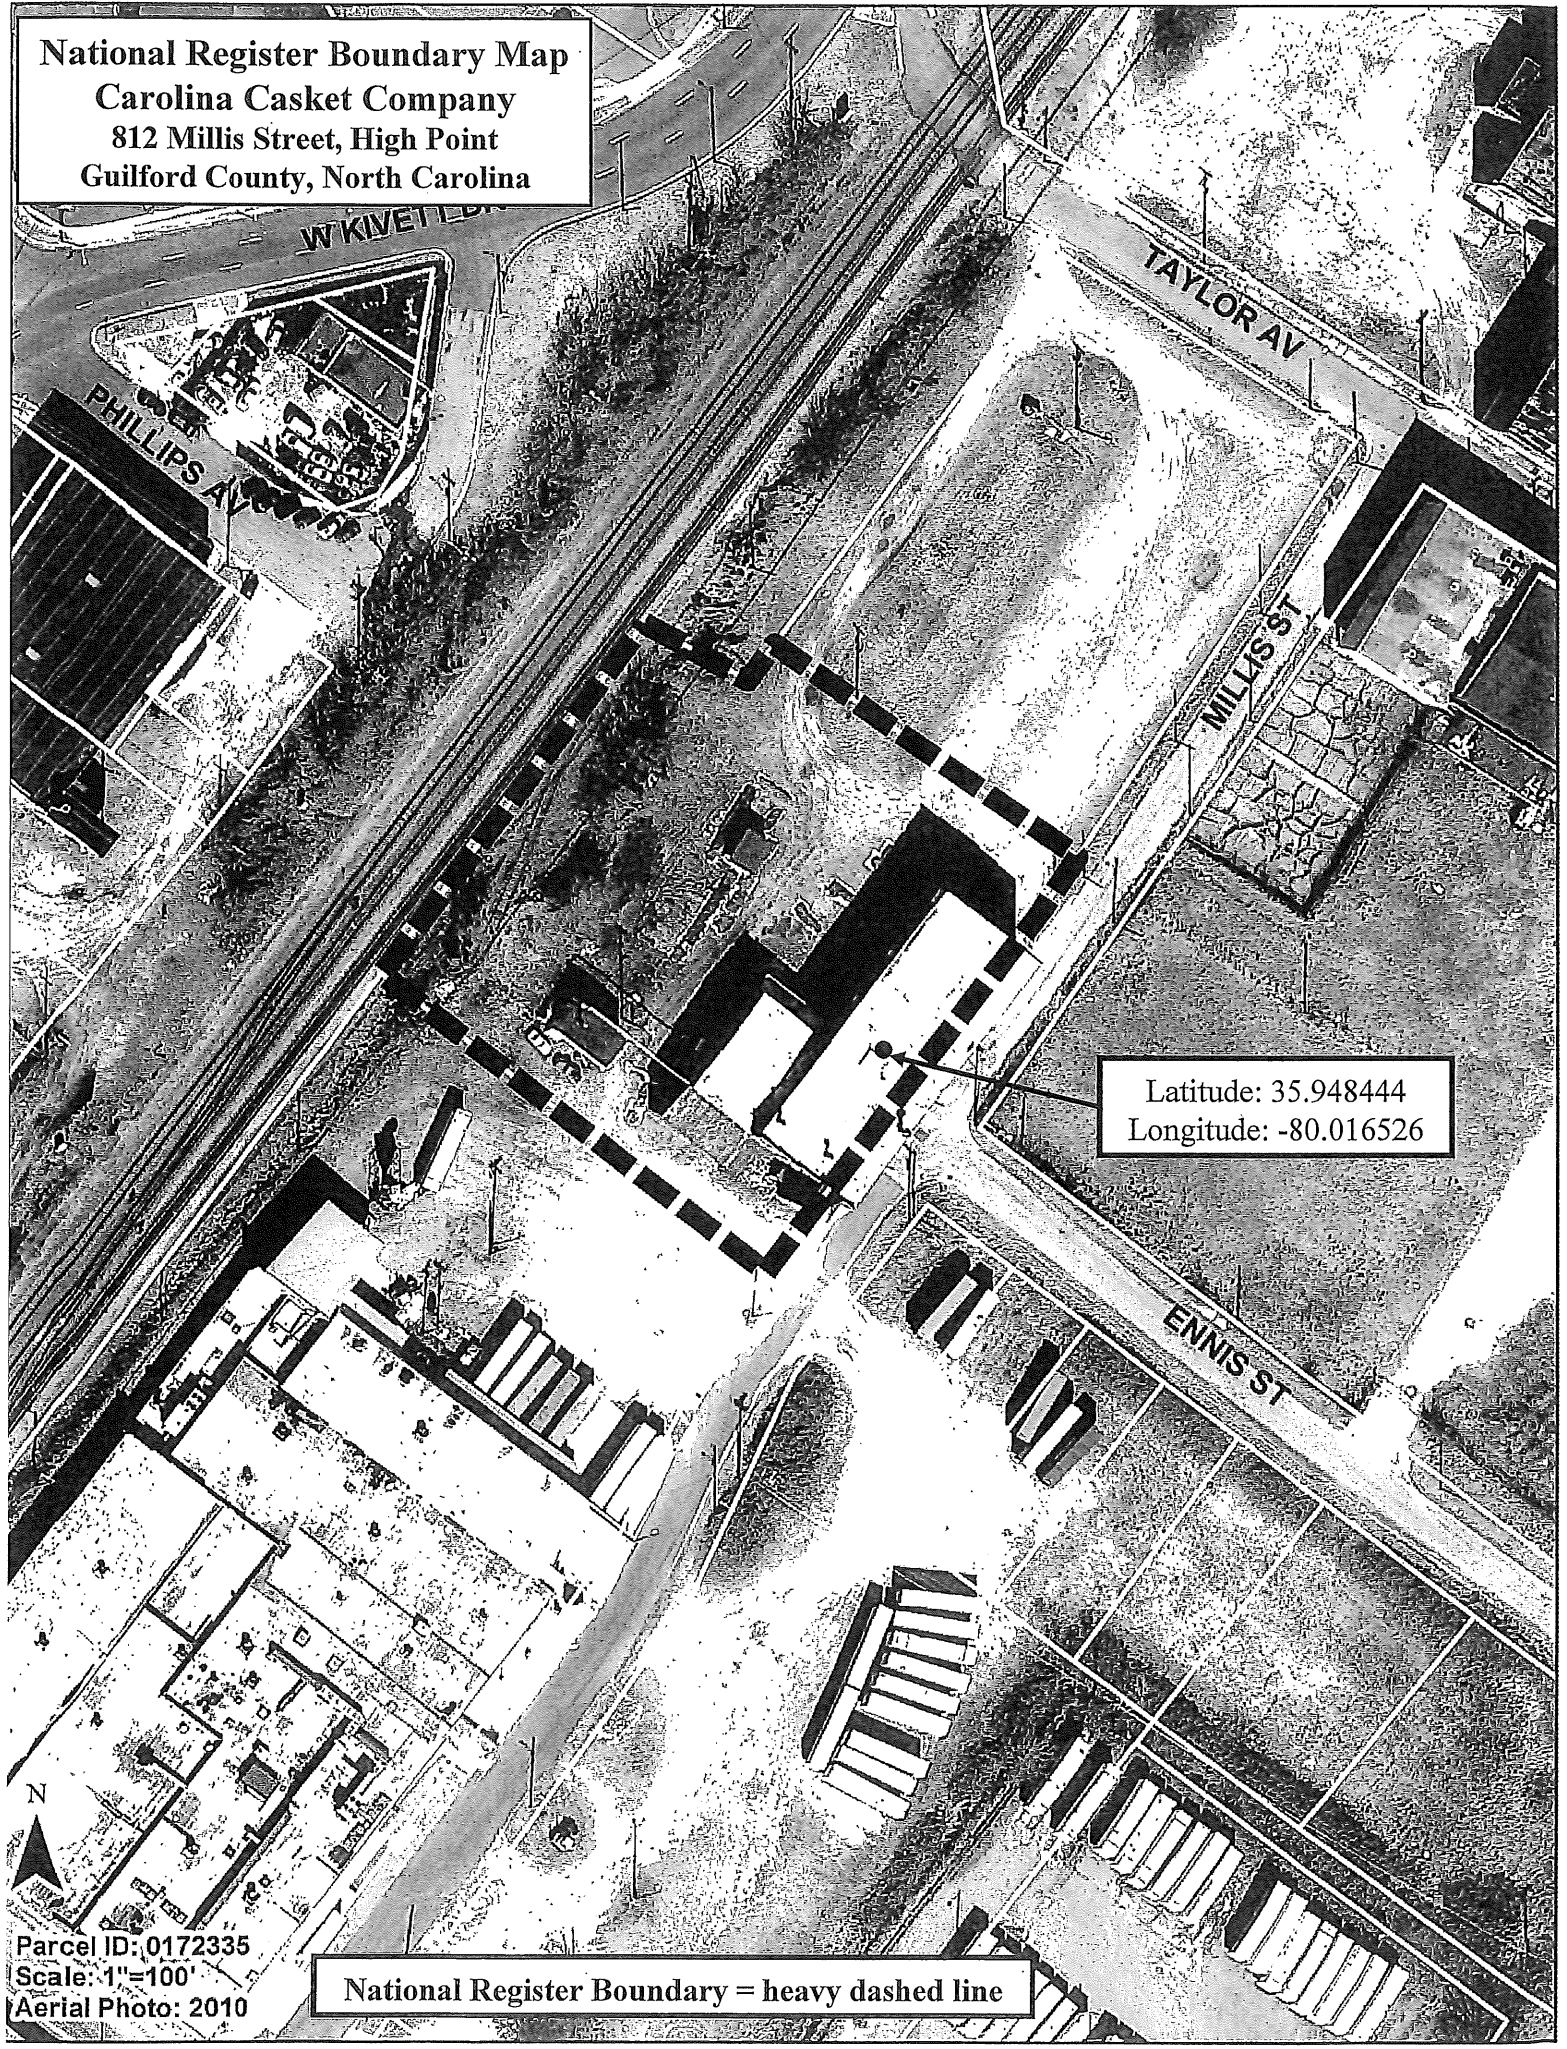 National Register Boundary Map
Carolina Casket Company
812 Millis Street, High Point
Guilford County, North Carolina
W KIVETT DR
TAYLOR AV
PHILLIPS AV
MILLIS ST
Latitude: 35.948444
Longitude: -80.016526
ENNIS ST
N
Parcel ID: 0172335
Scale: 1"=100'
Aerial Photo: 2010
National Register Boundary = heavy dashed line